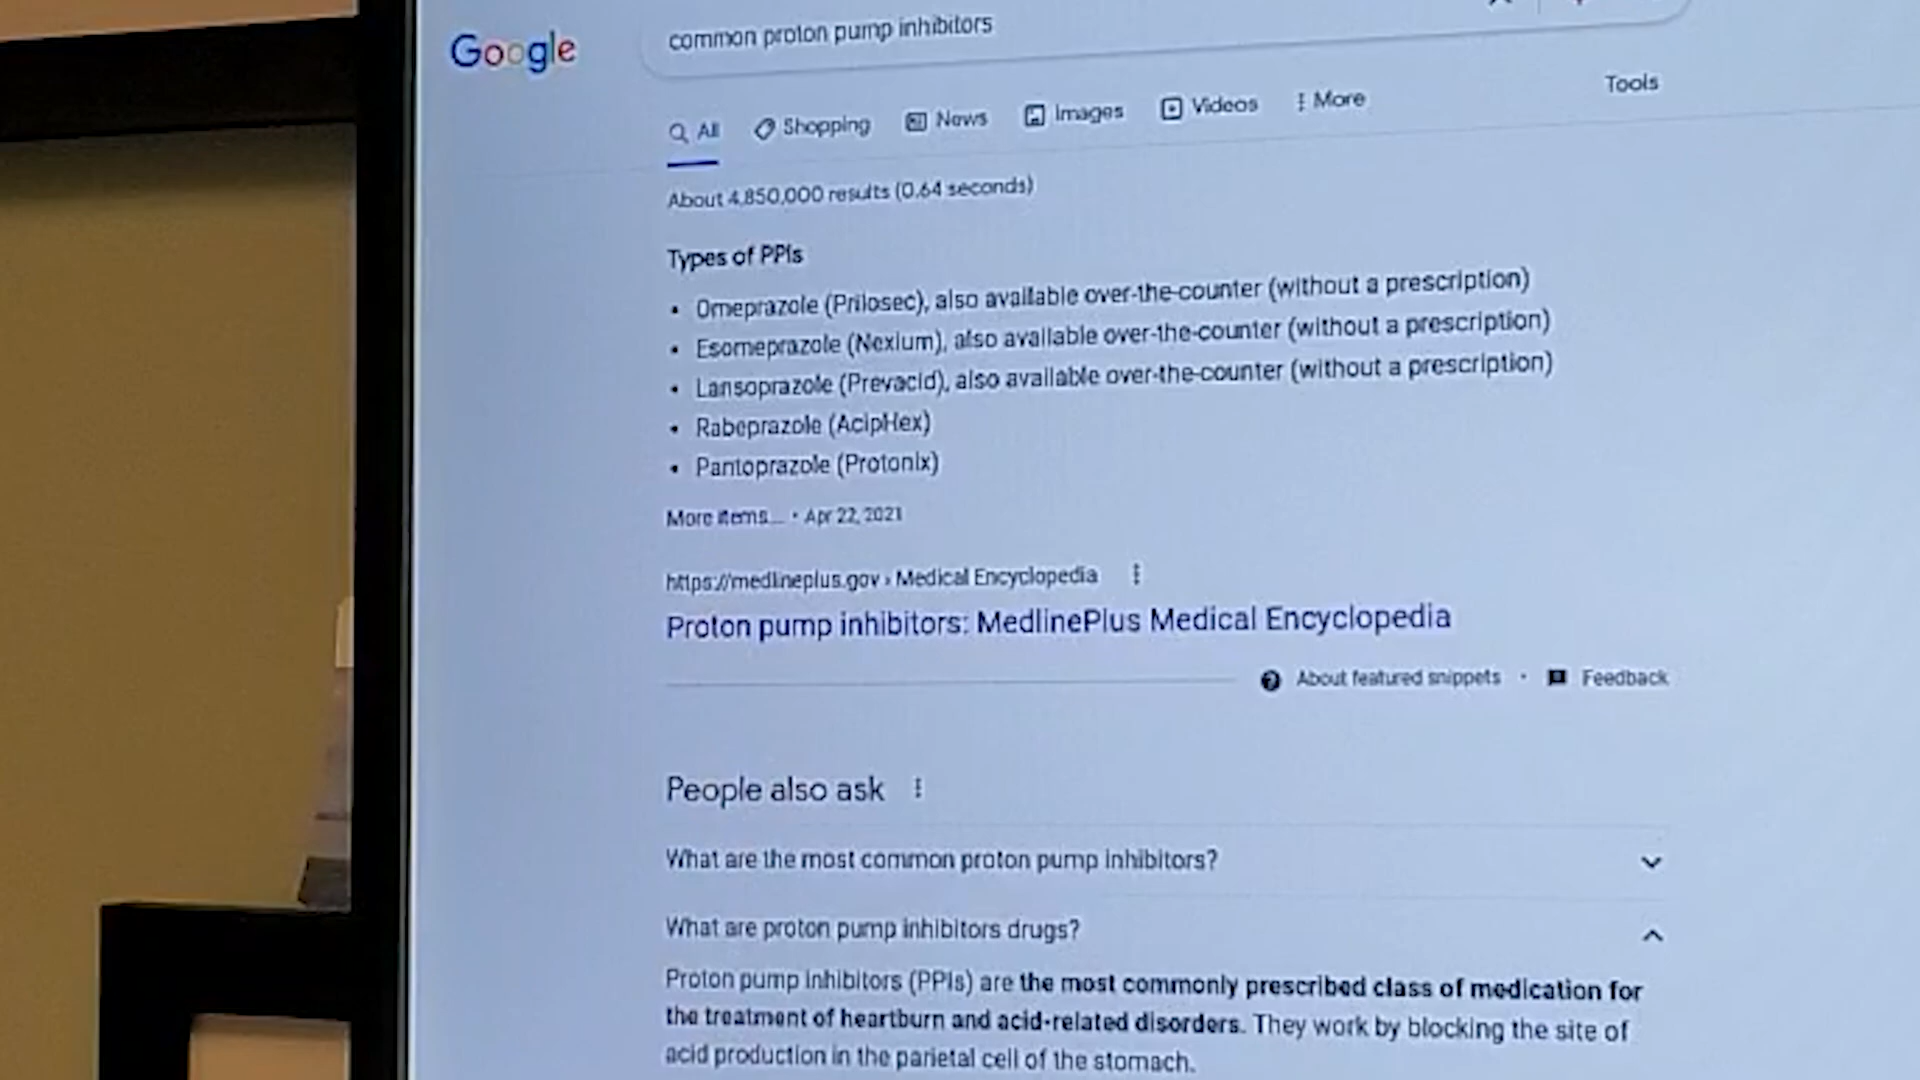 Google
common proton pump inhibitors
All Shopping News Images Videos More Tools
About 4,850,000 results (0.64 seconds)
Types of PPIs
• Omeprazole (Prilosec), also available over-the-counter (without a prescription)
• Esomeprazole (Nexium), also available over-the-counter (without a prescription)
• Lansoprazole (Prevacid), also available over-the-counter (without a prescription)
• Rabeprazole (AcipHex)
• Pantoprazole (Protonix)
More items... • Apr 22, 2021
https://medlineplus.gov › Medical Encyclopedia
Proton pump inhibitors: MedlinePlus Medical Encyclopedia
About featured snippets • Feedback
People also ask
What are the most common proton pump inhibitors?
What are proton pump inhibitors drugs?
Proton pump inhibitors (PPIs) are the most commonly prescribed class of medication for
the treatment of heartburn and acid-related disorders. They work by blocking the site of
acid production in the parietal cell of the stomach.